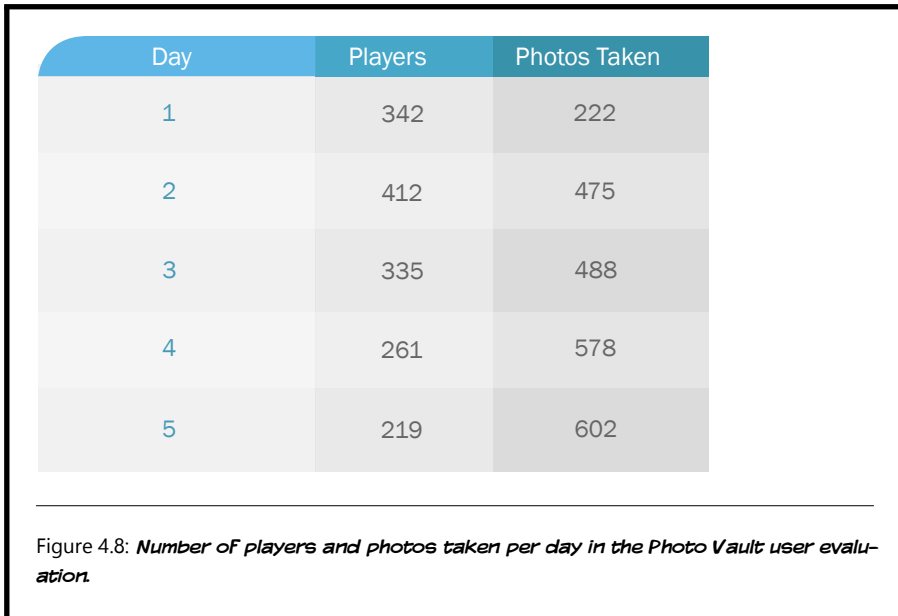 Day Players Photos Taken
1 342 222
2 412 475
3 335 488
4 261 578
5 219 602
Figure 4.8: Number of players and photos taken per day in the Photo Vault user evalu-
ation.